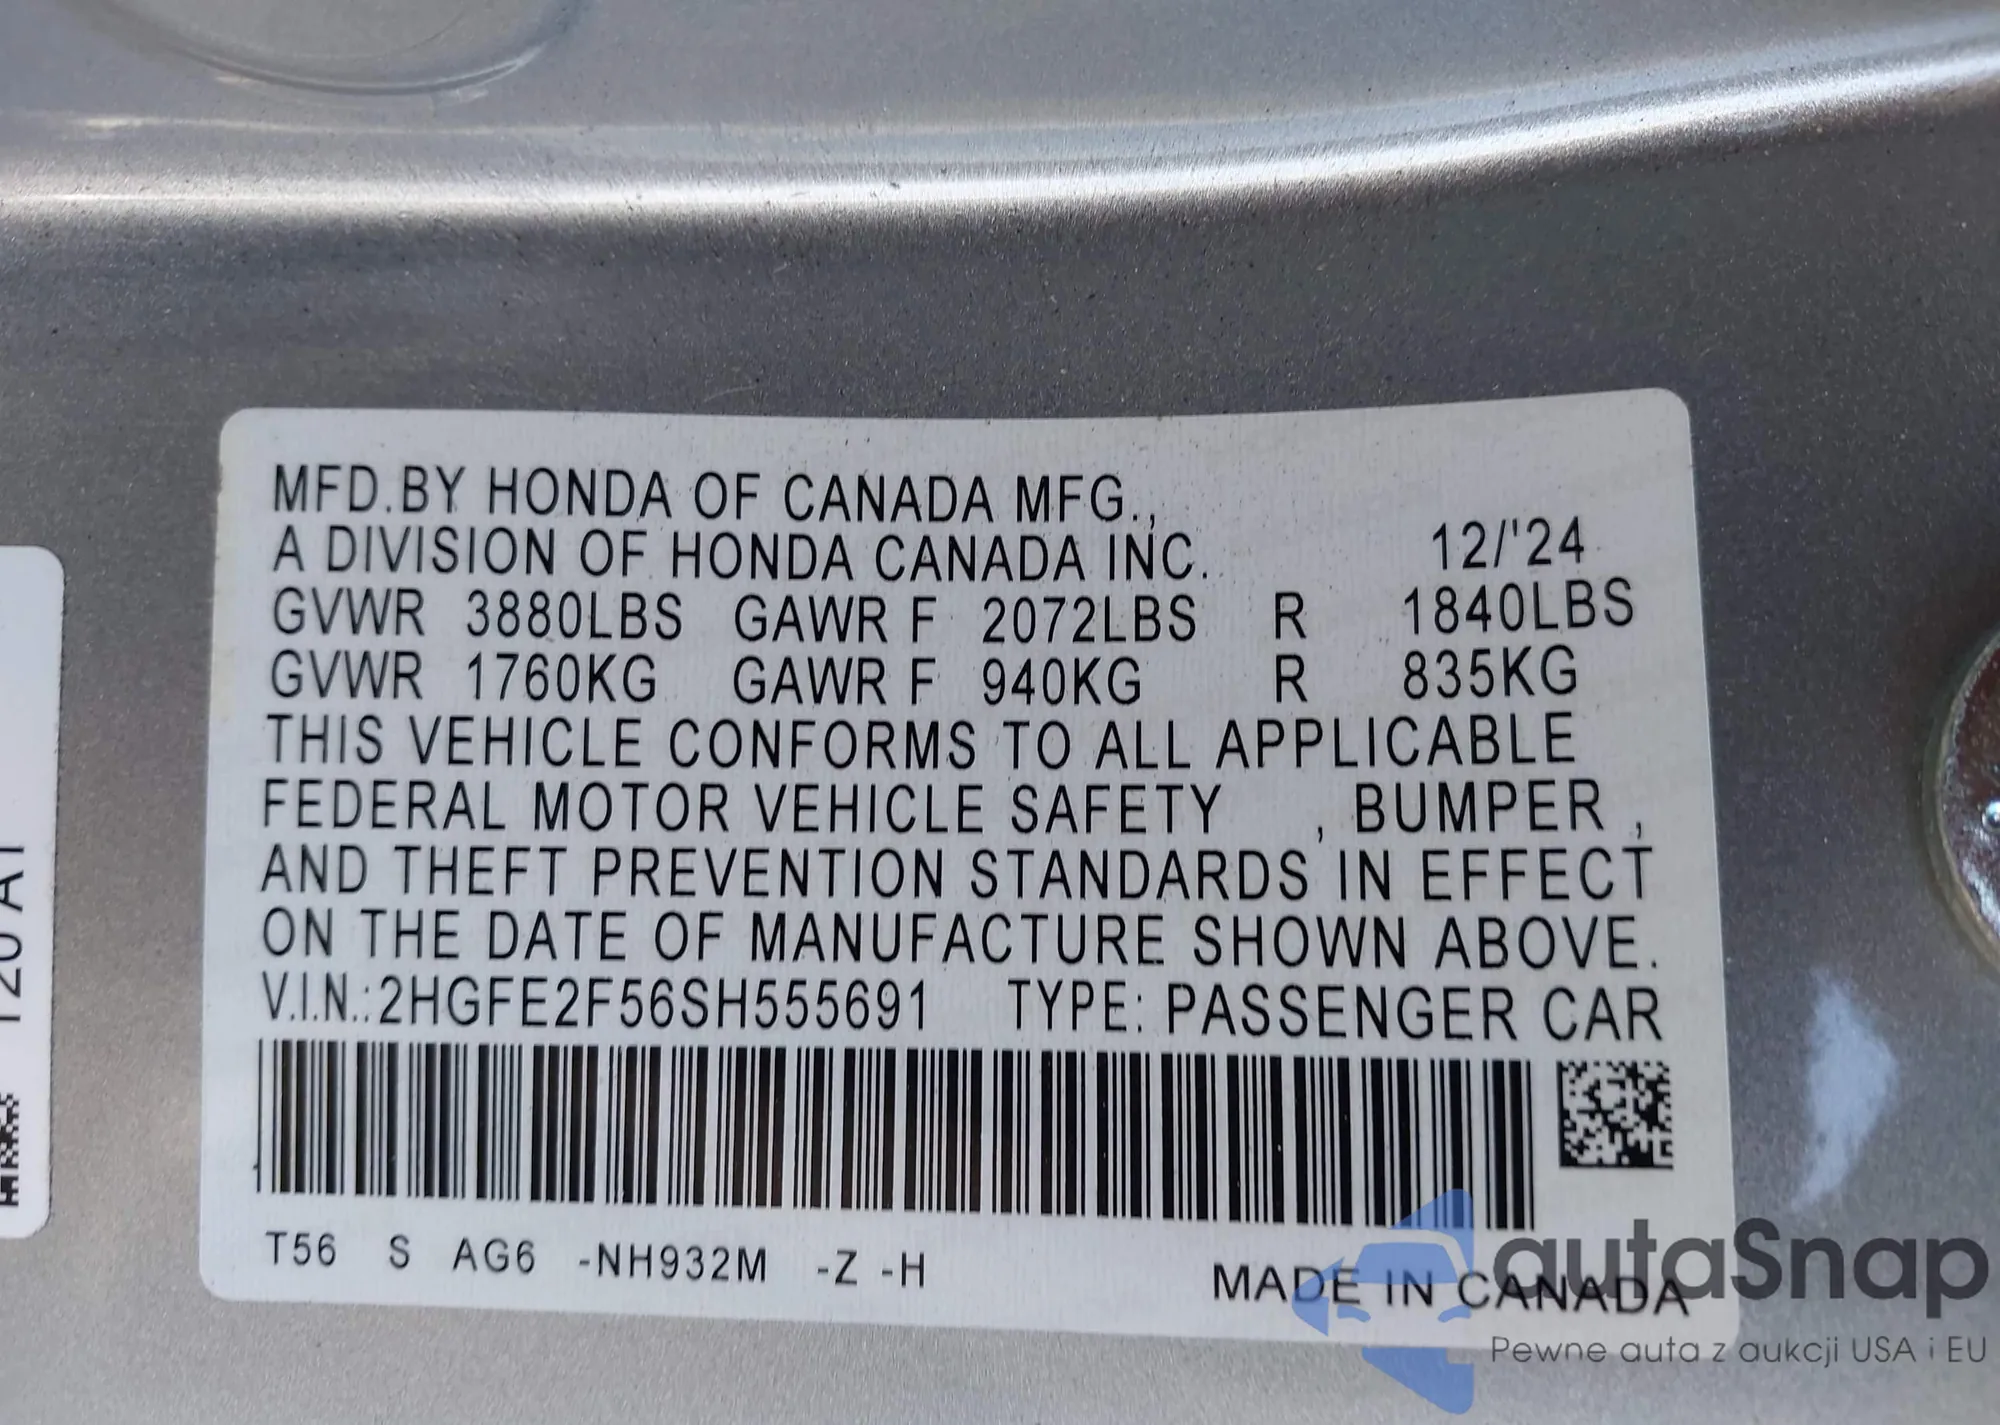 MFD.BY HONDA OF CANADA MFG.,
A DIVISION OF HONDA CANADA INC. 12/'24
GVWR 3880LBS GAWR F 2072LBS R 1840LBS
GVWR 1760KG GAWR F 940KG R 835KG
THIS VEHICLE CONFORMS TO ALL APPLICABLE
FEDERAL MOTOR VEHICLE SAFETY , BUMPER ,
AND THEFT PREVENTION STANDARDS IN EFFECT
ON THE DATE OF MANUFACTURE SHOWN ABOVE.
V.I.N.:2HGFE2F56SH555691 TYPE: PASSENGER CAR
T56 S AG6 -NH932M -Z -H
MADE IN CANADA
autaSnap
Pewne auta z aukcji USA i EU